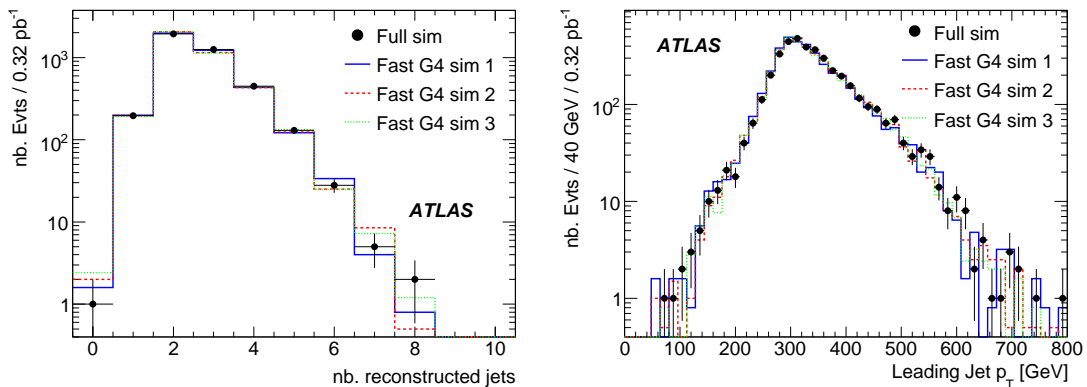 nb. Evts / 0.32 pb⁻¹
10³
10²
10
1
Full sim
Fast G4 sim 1
Fast G4 sim 2
Fast G4 sim 3
ATLAS
0 2 4 6 8 10
nb. reconstructed jets
nb. Evts / 40 GeV / 0.32 pb⁻¹
10²
10
1
ATLAS
Full sim
Fast G4 sim 1
Fast G4 sim 2
Fast G4 sim 3
0 100 200 300 400 500 600 700 800
Leading Jet p_T [GeV]